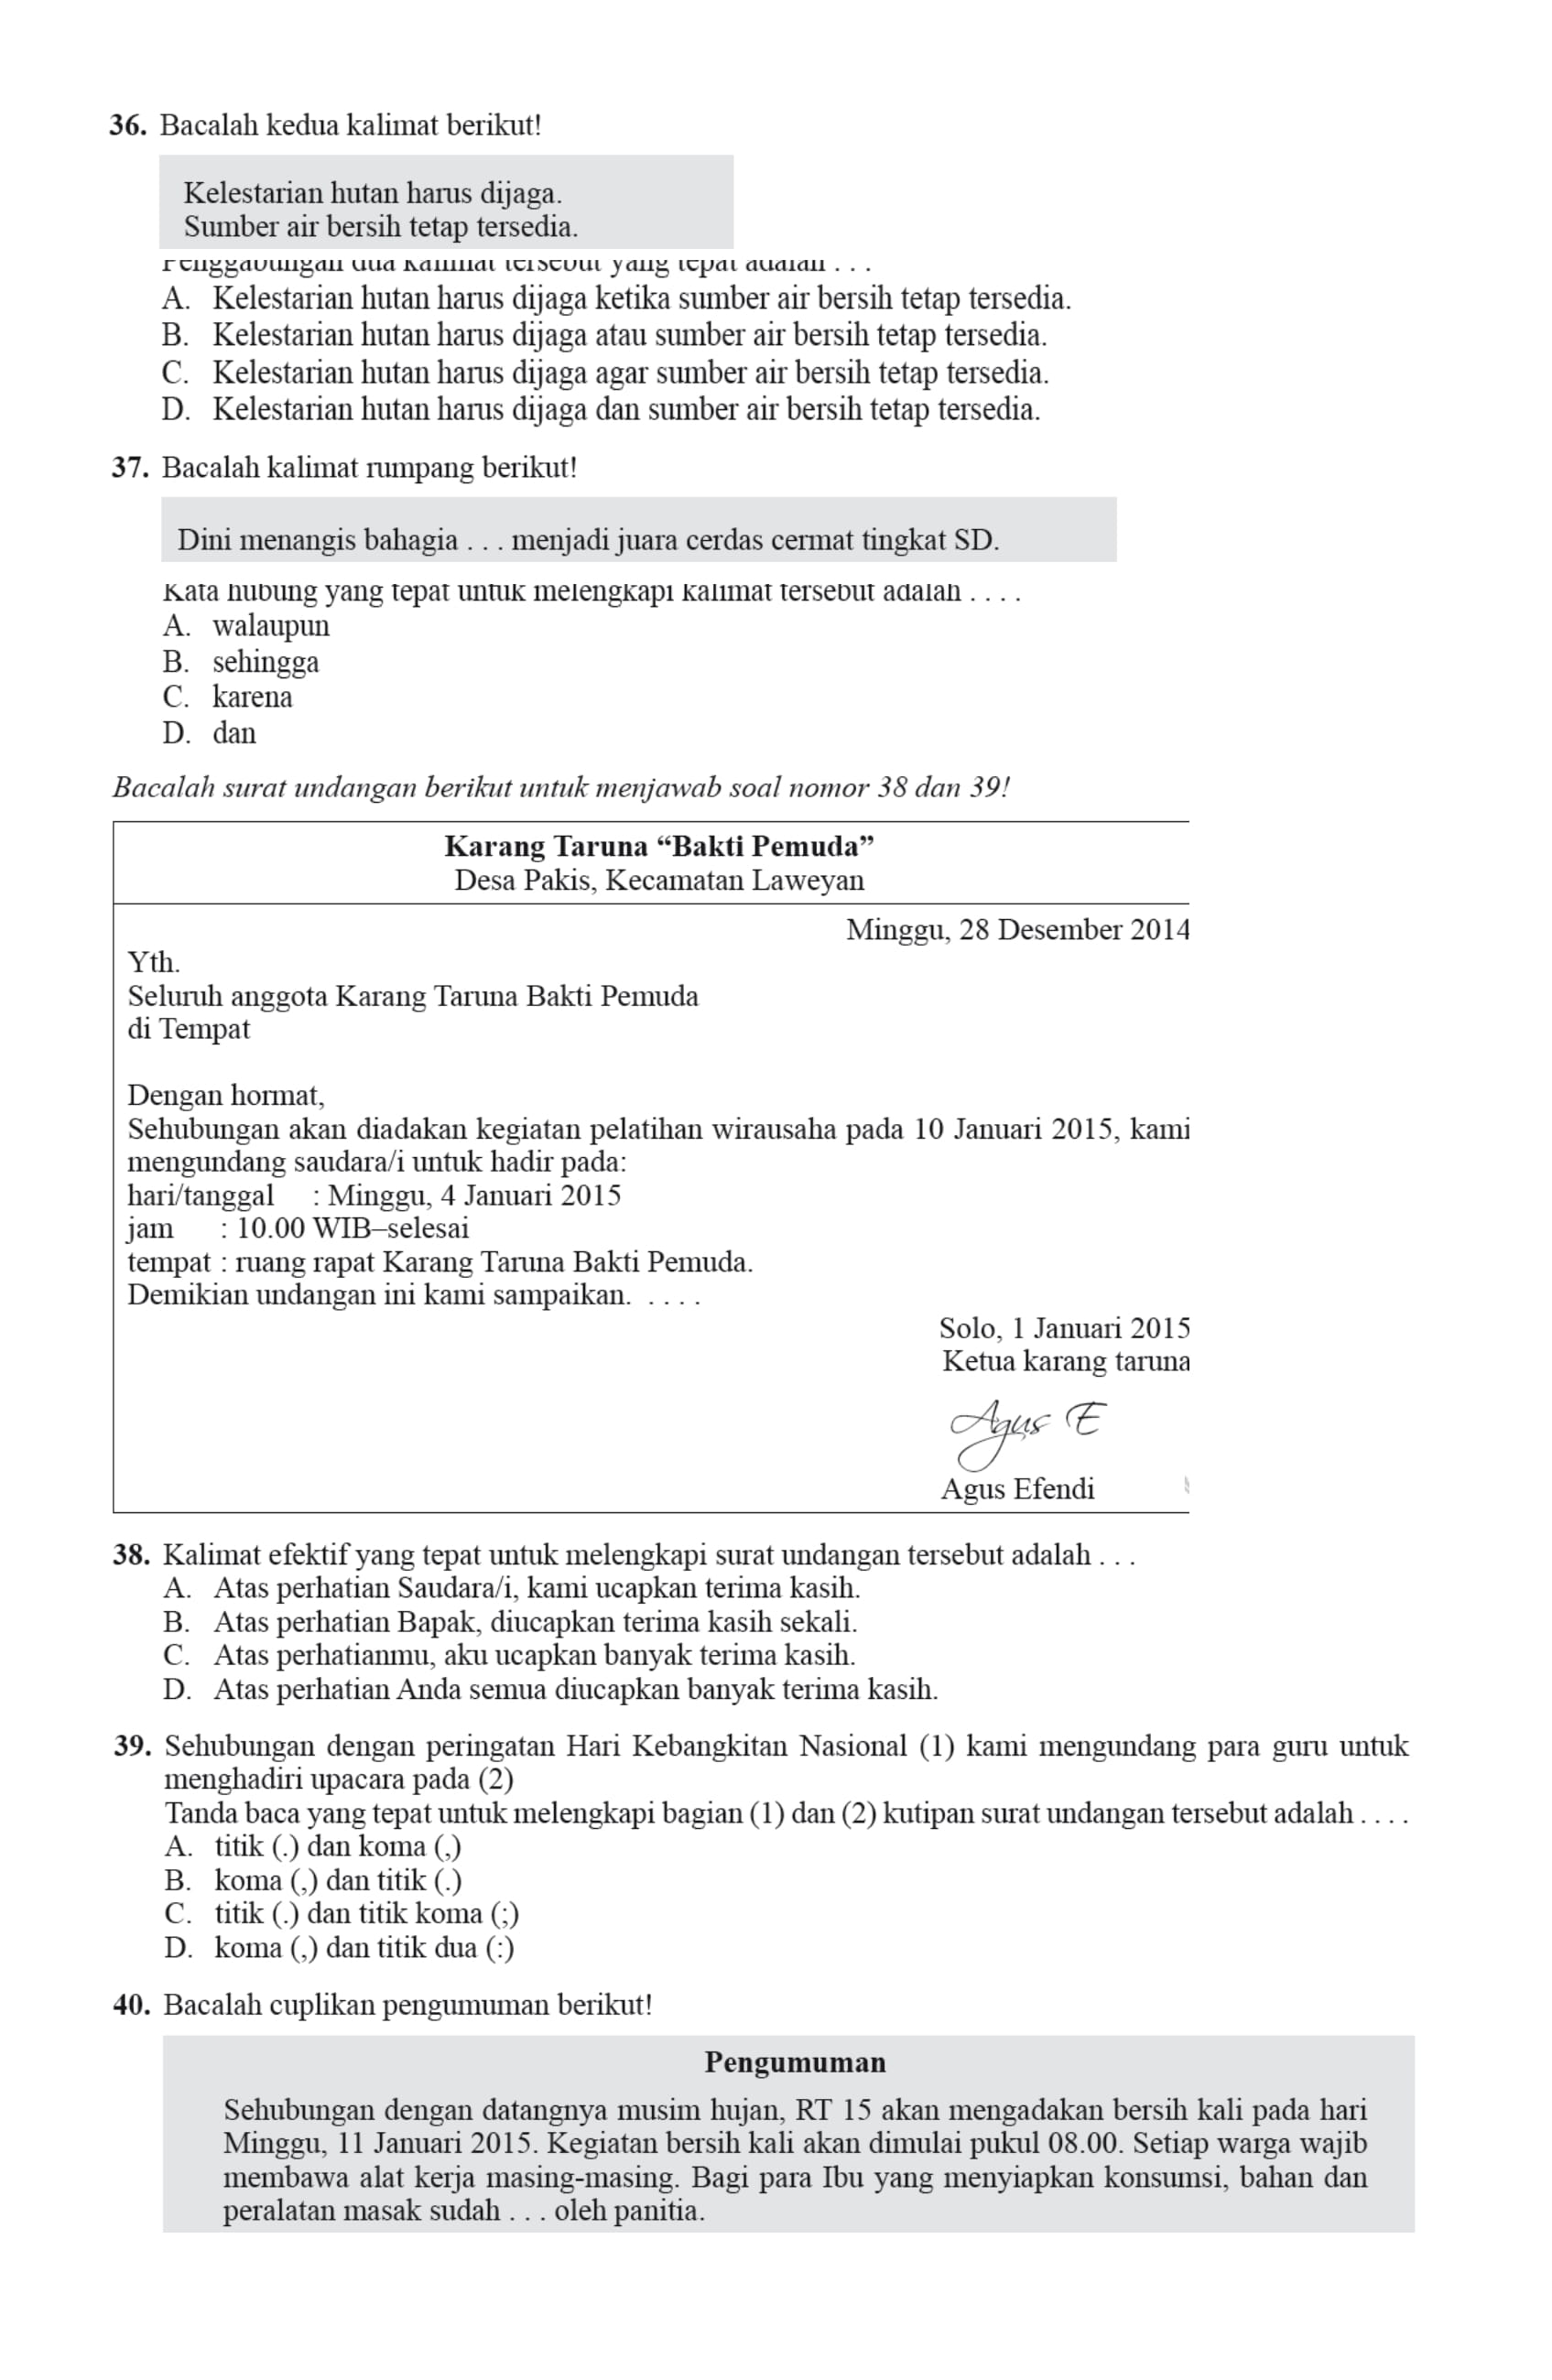 36. Bacalah kedua kalimat berikut!
Kelestarian hutan harus dijaga.
Sumber air bersih tetap tersedia.
Penggabungan dua kalimat tersebut yang tepat adalah . . .
A. Kelestarian hutan harus dijaga ketika sumber air bersih tetap tersedia.
B. Kelestarian hutan harus dijaga atau sumber air bersih tetap tersedia.
C. Kelestarian hutan harus dijaga agar sumber air bersih tetap tersedia.
D. Kelestarian hutan harus dijaga dan sumber air bersih tetap tersedia.
37. Bacalah kalimat rumpang berikut!
Dini menangis bahagia . . . menjadi juara cerdas cermat tingkat SD.
Kata hubung yang tepat untuk melengkapi kalimat tersebut adalah . . . .
A. walaupun
B. sehingga
C. karena
D. dan
Bacalah surat undangan berikut untuk menjawab soal nomor 38 dan 39!
Karang Taruna “Bakti Pemuda”
Desa Pakis, Kecamatan Laweyan
Minggu, 28 Desember 2014
Yth.
Seluruh anggota Karang Taruna Bakti Pemuda
di Tempat
Dengan hormat,
Sehubungan akan diadakan kegiatan pelatihan wirausaha pada 10 Januari 2015, kami
mengundang saudara/i untuk hadir pada:
hari/tanggal : Minggu, 4 Januari 2015
jam : 10.00 WIB–selesai
tempat : ruang rapat Karang Taruna Bakti Pemuda.
Demikian undangan ini kami sampaikan. . . . .
Solo, 1 Januari 2015
Ketua karang taruna
Agus E
Agus Efendi
38. Kalimat efektif yang tepat untuk melengkapi surat undangan tersebut adalah . . .
A. Atas perhatian Saudara/i, kami ucapkan terima kasih.
B. Atas perhatian Bapak, diucapkan terima kasih sekali.
C. Atas perhatianmu, aku ucapkan banyak terima kasih.
D. Atas perhatian Anda semua diucapkan banyak terima kasih.
39. Sehubungan dengan peringatan Hari Kebangkitan Nasional (1) kami mengundang para guru untuk
menghadiri upacara pada (2)
Tanda baca yang tepat untuk melengkapi bagian (1) dan (2) kutipan surat undangan tersebut adalah . . . .
A. titik (.) dan koma (,)
B. koma (,) dan titik (.)
C. titik (.) dan titik koma (;)
D. koma (,) dan titik dua (:)
40. Bacalah cuplikan pengumuman berikut!
Pengumuman
Sehubungan dengan datangnya musim hujan, RT 15 akan mengadakan bersih kali pada hari
Minggu, 11 Januari 2015. Kegiatan bersih kali akan dimulai pukul 08.00. Setiap warga wajib
membawa alat kerja masing-masing. Bagi para Ibu yang menyiapkan konsumsi, bahan dan
peralatan masak sudah . . . oleh panitia.